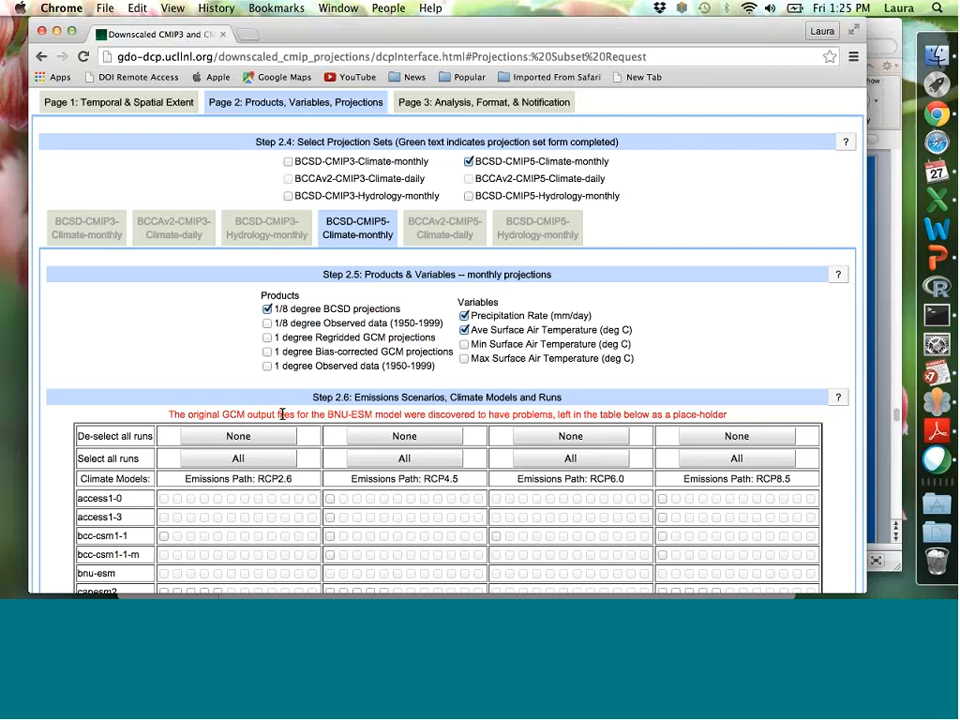 Chrome File Edit View History Bookmarks Window People Help Fri 1:25 PM Laura
Downscaled CMIP3 and C
Laura
gdo-dcp.ucllnl.org/downscaled_cmip_projections/dcpInterface.html#Projections:%20Subset%20Request
Apps DOI Remote Access Apple Google Maps YouTube News Popular Imported From Safari New Tab
Page 1: Temporal & Spatial Extent Page 2: Products, Variables, Projections Page 3: Analysis, Format, & Notification
Step 2.4: Select Projection Sets (Green text indicates projection set form completed) ?
BCSD-CMIP3-Climate-monthly BCSD-CMIP5-Climate-monthly
BCCAv2-CMIP3-Climate-daily BCCAv2-CMIP5-Climate-daily
BCSD-CMIP3-Hydrology-monthly BCSD-CMIP5-Hydrology-monthly
BCSD-CMIP3- BCCAv2-CMIP3- BCSD-CMIP3- BCSD-CMIP5- BCCAv2-CMIP5- BCSD-CMIP5-
Climate-monthly Climate-daily Hydrology-monthly Climate-monthly Climate-daily Hydrology-monthly
Step 2.5: Products & Variables -- monthly projections ?
Products
Variables
1/8 degree BCSD projections
Precipitation Rate (mm/day)
1/8 degree Observed data (1950-1999)
Ave Surface Air Temperature (deg C)
1 degree Regridded GCM projections
Min Surface Air Temperature (deg C)
1 degree Bias-corrected GCM projections
Max Surface Air Temperature (deg C)
1 degree Observed data (1950-1999)
Step 2.6: Emissions Scenarios, Climate Models and Runs ?
The original GCM output files for the BNU-ESM model were discovered to have problems, left in the table below as a place-holder
De-select all runs None None None None
Select all runs All All All All
Climate Models: Emissions Path: RCP2.6 Emissions Path: RCP4.5 Emissions Path: RCP6.0 Emissions Path: RCP8.5
access1-0
access1-3
bcc-csm1-1
bcc-csm1-1-m
bnu-esm
canesm2